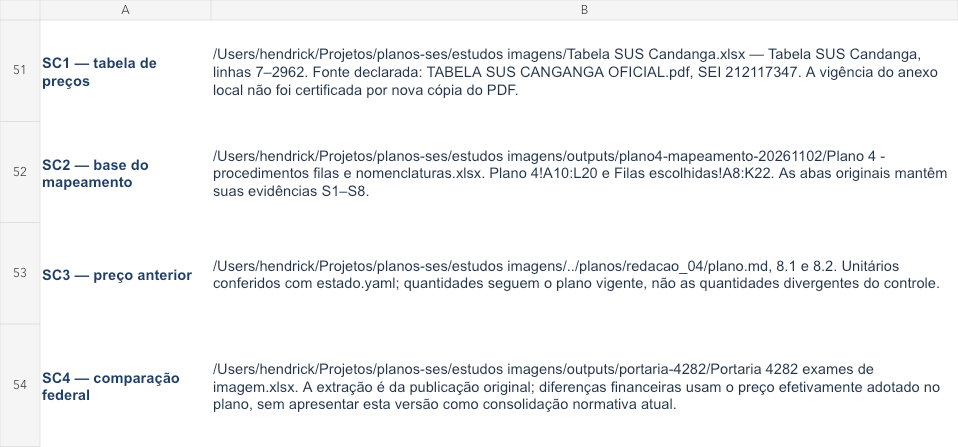 A
B
51
SC1 — tabela de
preços
/Users/hendrick/Projetos/planos-ses/estudos imagens/Tabela SUS Candanga.xlsx — Tabela SUS Candanga,
linhas 7–2962. Fonte declarada: TABELA SUS CANGANGA OFICIAL.pdf, SEI 212117347. A vigência do anexo
local não foi certificada por nova cópia do PDF.
52
SC2 — base do
mapeamento
/Users/hendrick/Projetos/planos-ses/estudos imagens/outputs/plano4-mapeamento-20261102/Plano 4 -
procedimentos filas e nomenclaturas.xlsx. Plano 4!A10:L20 e Filas escolhidas!A8:K22. As abas originais mantêm
suas evidências S1–S8.
53
SC3 — preço anterior
/Users/hendrick/Projetos/planos-ses/estudos imagens/../planos/redacao_04/plano.md, 8.1 e 8.2. Unitários
conferidos com estado.yaml; quantidades seguem o plano vigente, não as quantidades divergentes do controle.
54
SC4 — comparação
federal
/Users/hendrick/Projetos/planos-ses/estudos imagens/outputs/portaria-4282/Portaria 4282 exames de
imagem.xlsx. A extração é da publicação original; diferenças financeiras usam o preço efetivamente adotado no
plano, sem apresentar esta versão como consolidação normativa atual.